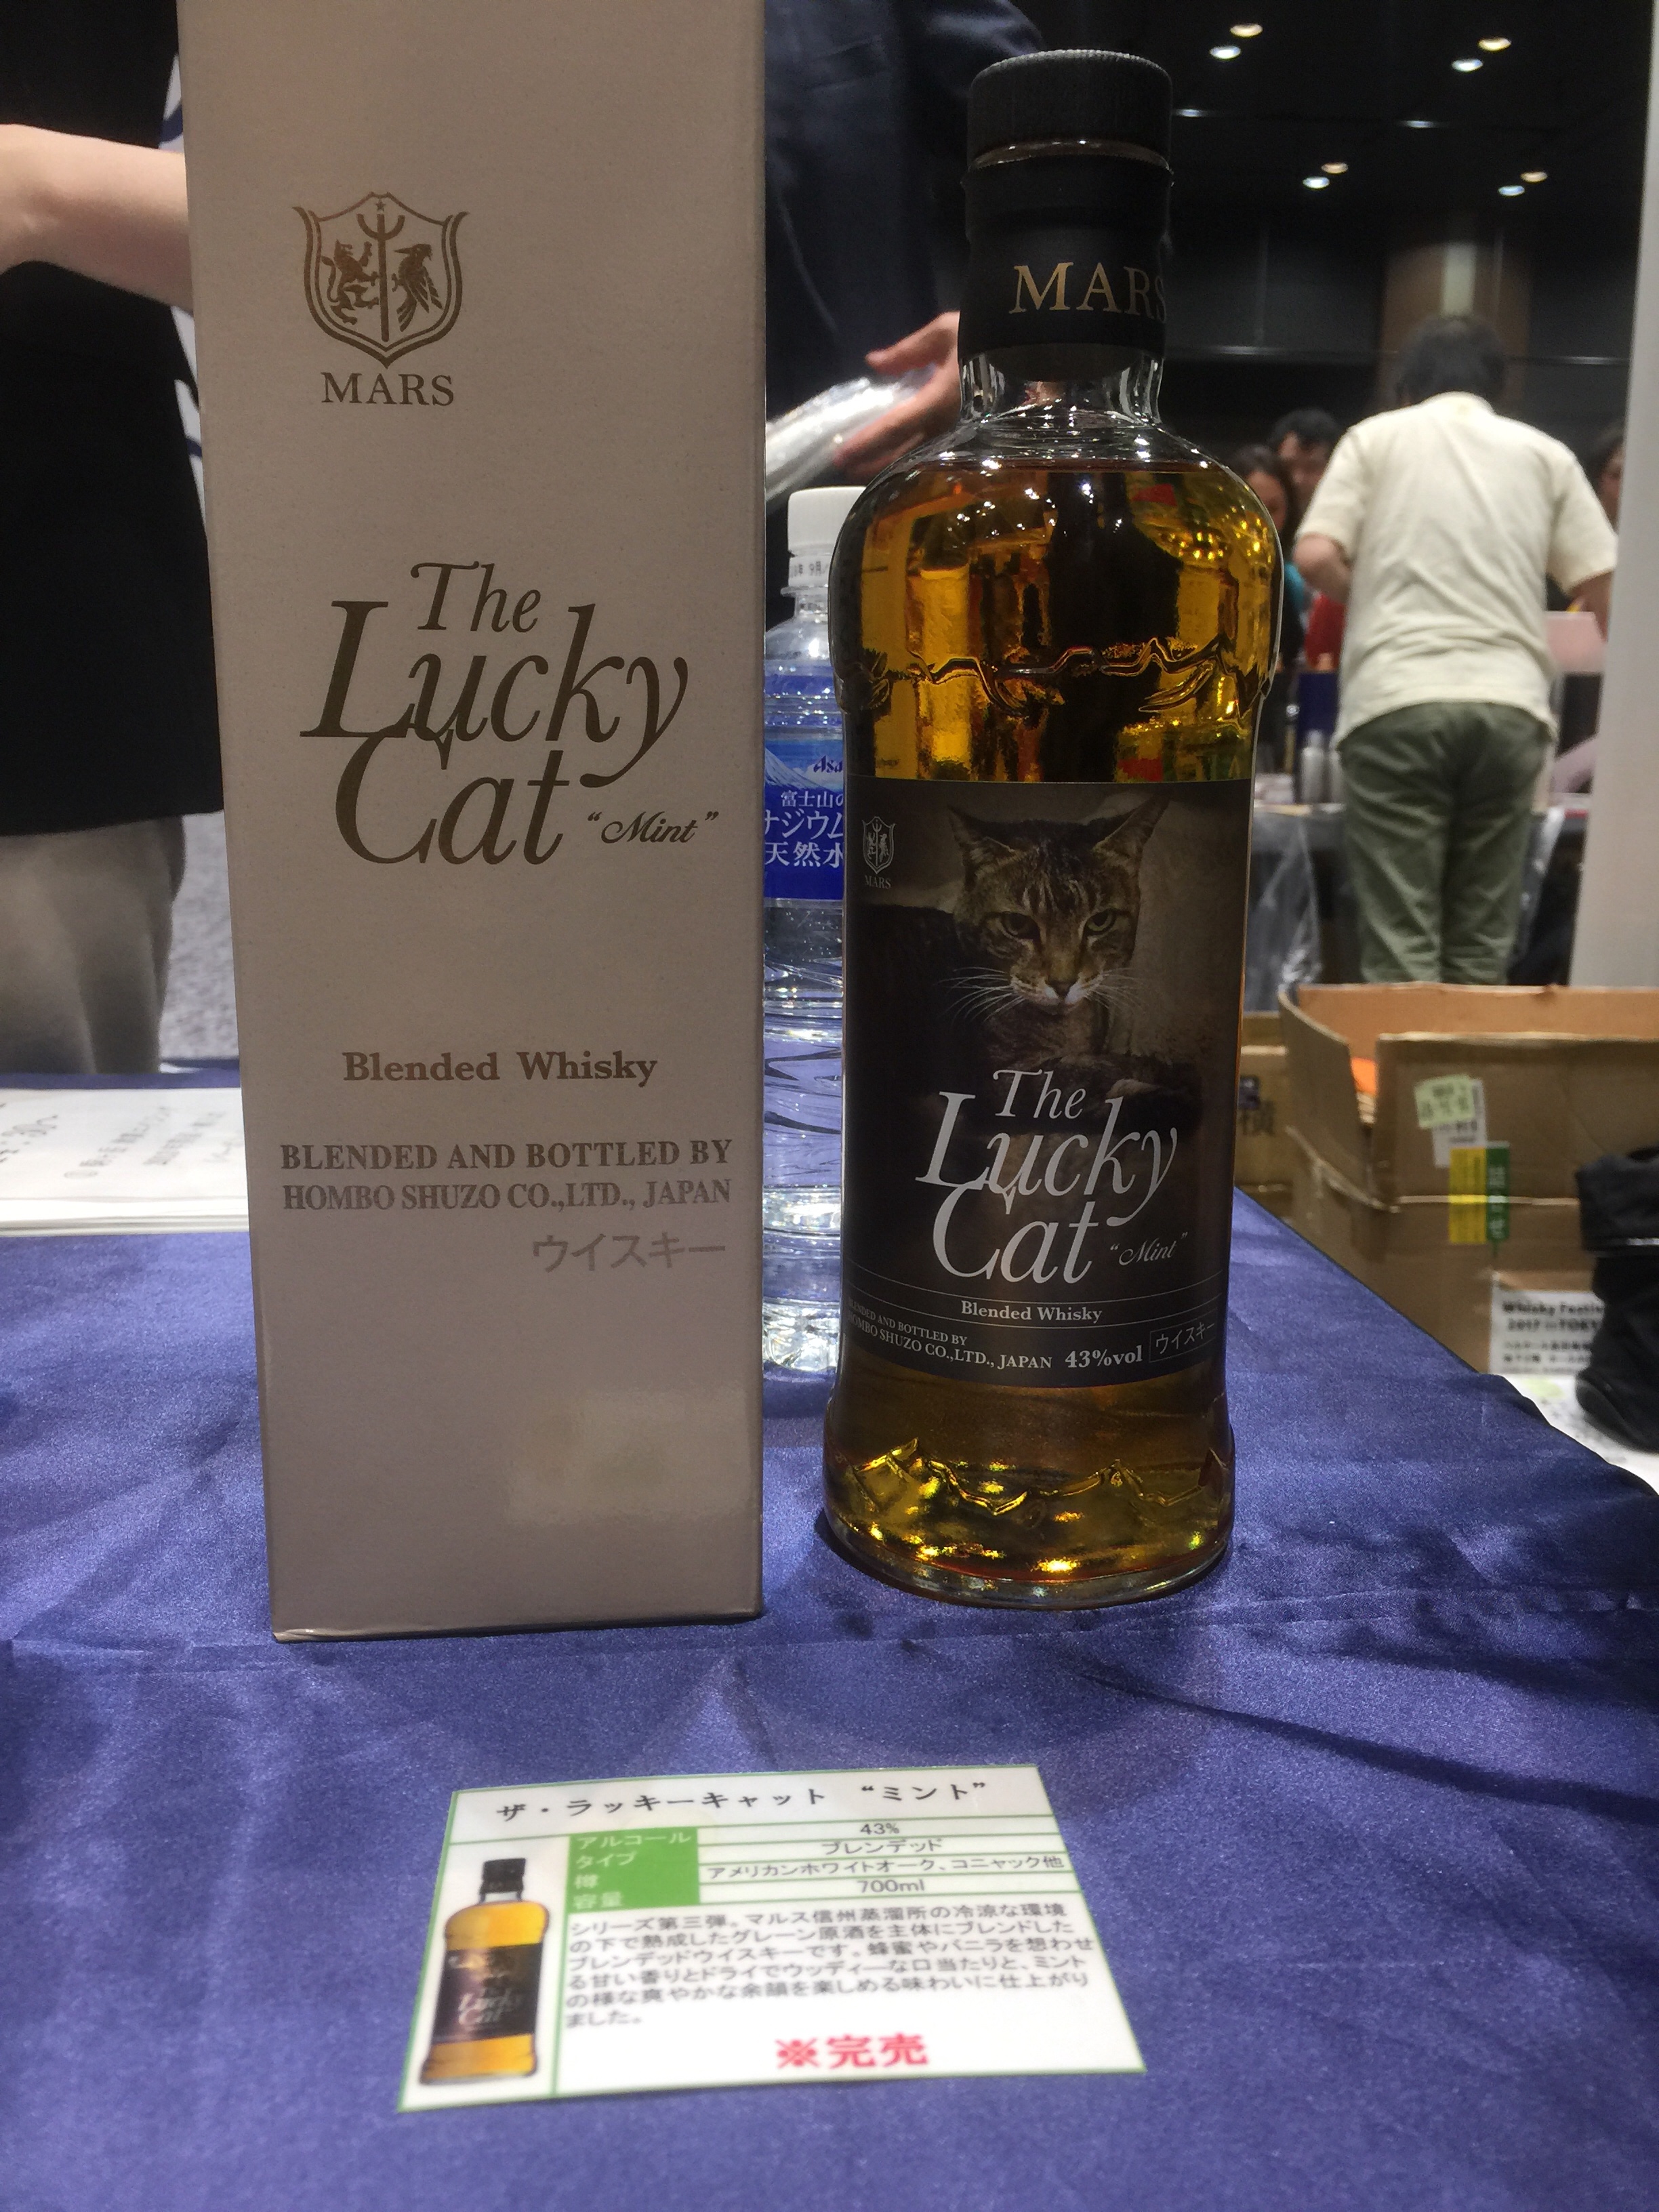 MARS
The
Lucky
Cat "Mint"
Blended Whisky
BLENDED AND BOTTLED BY
HOMBO SHUZO CO.,LTD., JAPAN
ウイスキー
MARS
MARS
The
Lucky
Cat "Mint"
Blended Whisky
BLENDED AND BOTTLED BY
HOMBO SHUZO CO.,LTD., JAPAN 43%vol ウイスキー
富士山の
ナジウム
天然水
Whisky Festiv
2017 in TOKY
ザ・ラッキーキャット “ミント”
アルコール 43%
タイプ ブレンデッド
樽 アメリカンホワイトオーク、コニャック他
容量 700ml
シリーズ第三弾。マルス信州蒸溜所の冷涼な環境
の下で熟成したグレーン原酒を主体にブレンドした
ブレンデッドウイスキーです。蜂蜜やバニラを想わせ
る甘い香りとドライでウッディーな口当たりと、ミント
の様な爽やかな余韻を楽しめる味わいに仕上がり
ました。
Lucky
Cat
※完売